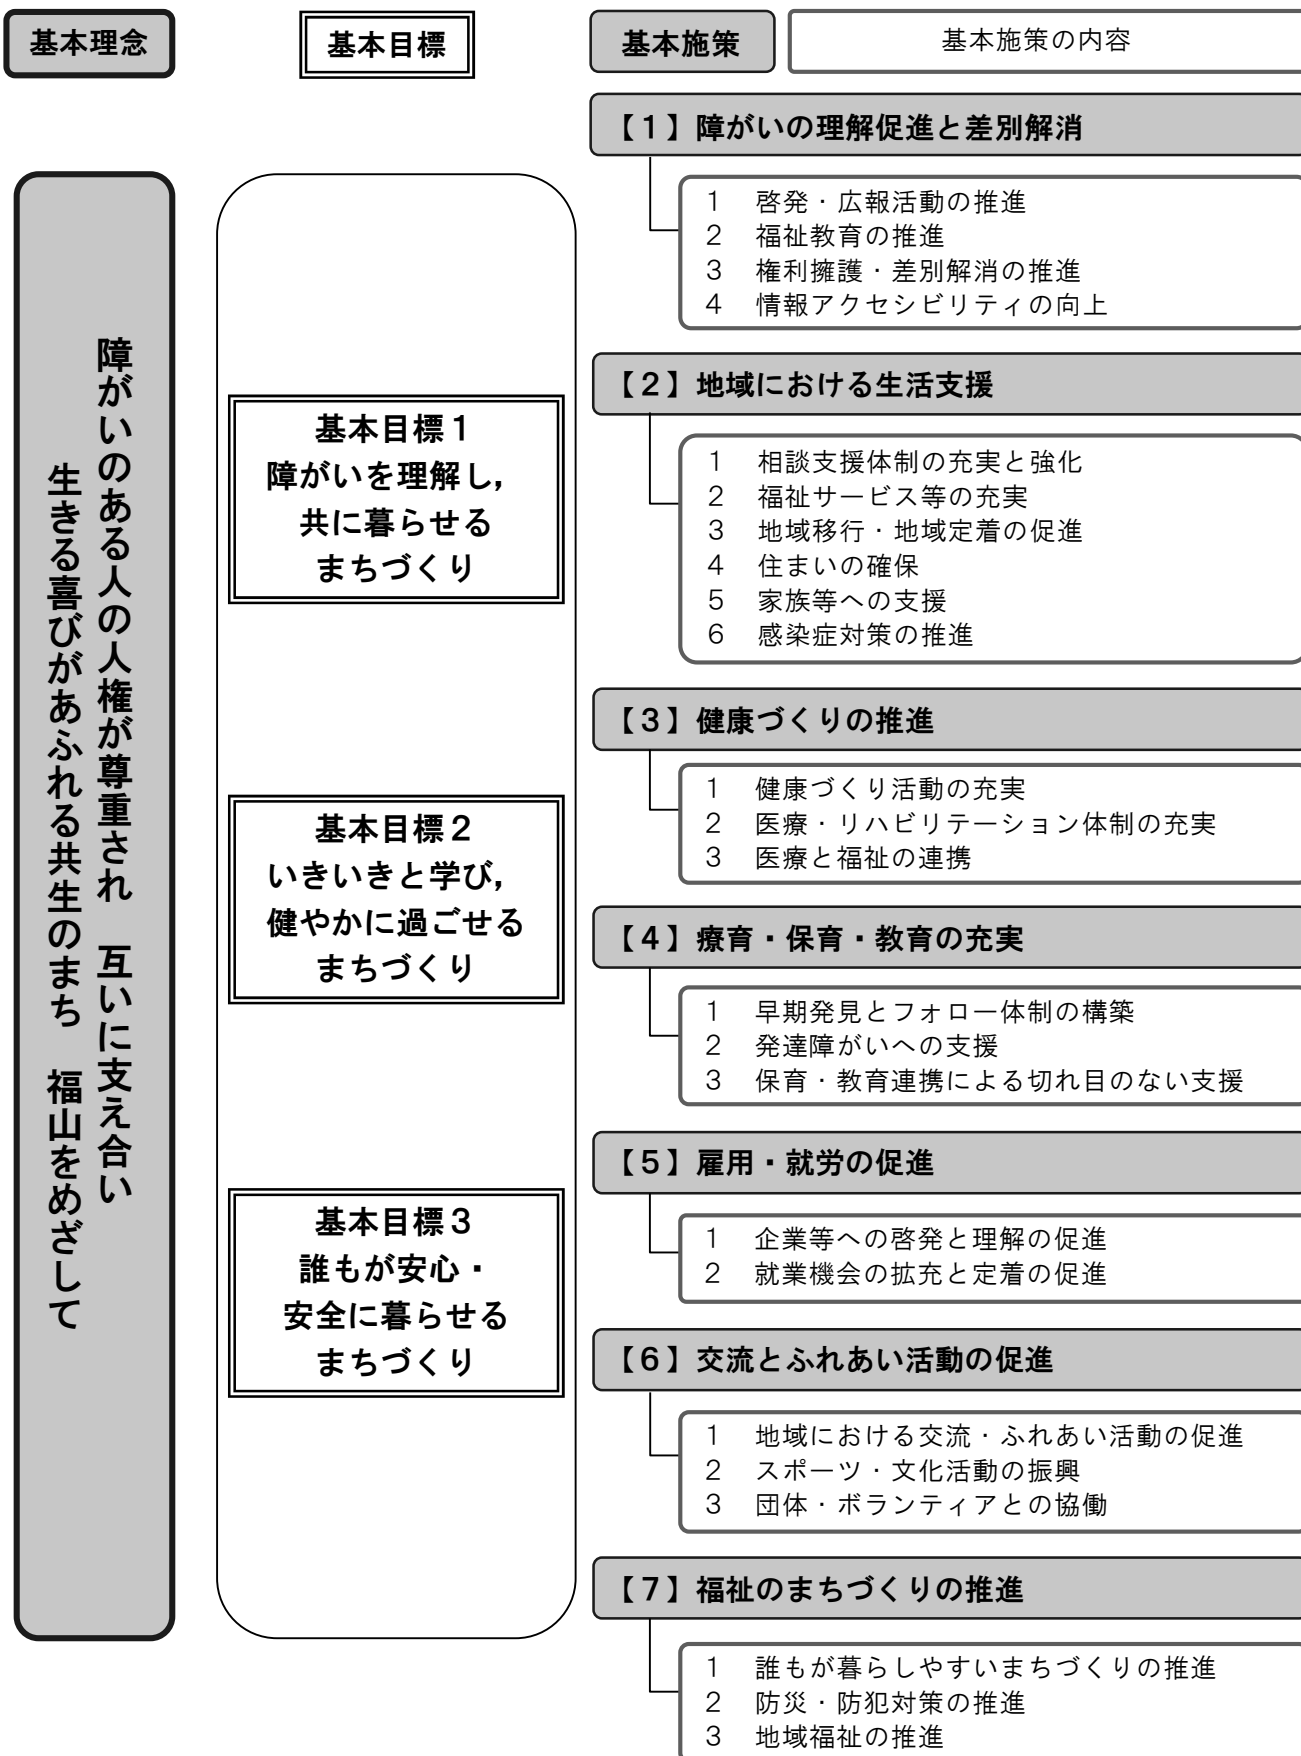 基本理念
基本目標
基本施策
基本施策の内容
障がいのある人の人権が尊重され　互いに支え合い
生きる喜びがあふれる共生のまち　福山をめざして
基本目標１
障がいを理解し，
共に暮らせる
まちづくり
基本目標２
いきいきと学び，
健やかに過ごせる
まちづくり
基本目標３
誰もが安心・
安全に暮らせる
まちづくり
【１】障がいの理解促進と差別解消
１　啓発・広報活動の推進
２　福祉教育の推進
３　権利擁護・差別解消の推進
４　情報アクセシビリティの向上
【２】地域における生活支援
１　相談支援体制の充実と強化
２　福祉サービス等の充実
３　地域移行・地域定着の促進
４　住まいの確保
５　家族等への支援
６　感染症対策の推進
【３】健康づくりの推進
１　健康づくり活動の充実
２　医療・リハビリテーション体制の充実
３　医療と福祉の連携
【４】療育・保育・教育の充実
１　早期発見とフォロー体制の構築
２　発達障がいへの支援
３　保育・教育連携による切れ目のない支援
【５】雇用・就労の促進
１　企業等への啓発と理解の促進
２　就業機会の拡充と定着の促進
【６】交流とふれあい活動の促進
１　地域における交流・ふれあい活動の促進
２　スポーツ・文化活動の振興
３　団体・ボランティアとの協働
【７】福祉のまちづくりの推進
１　誰もが暮らしやすいまちづくりの推進
２　防災・防犯対策の推進
３　地域福祉の推進